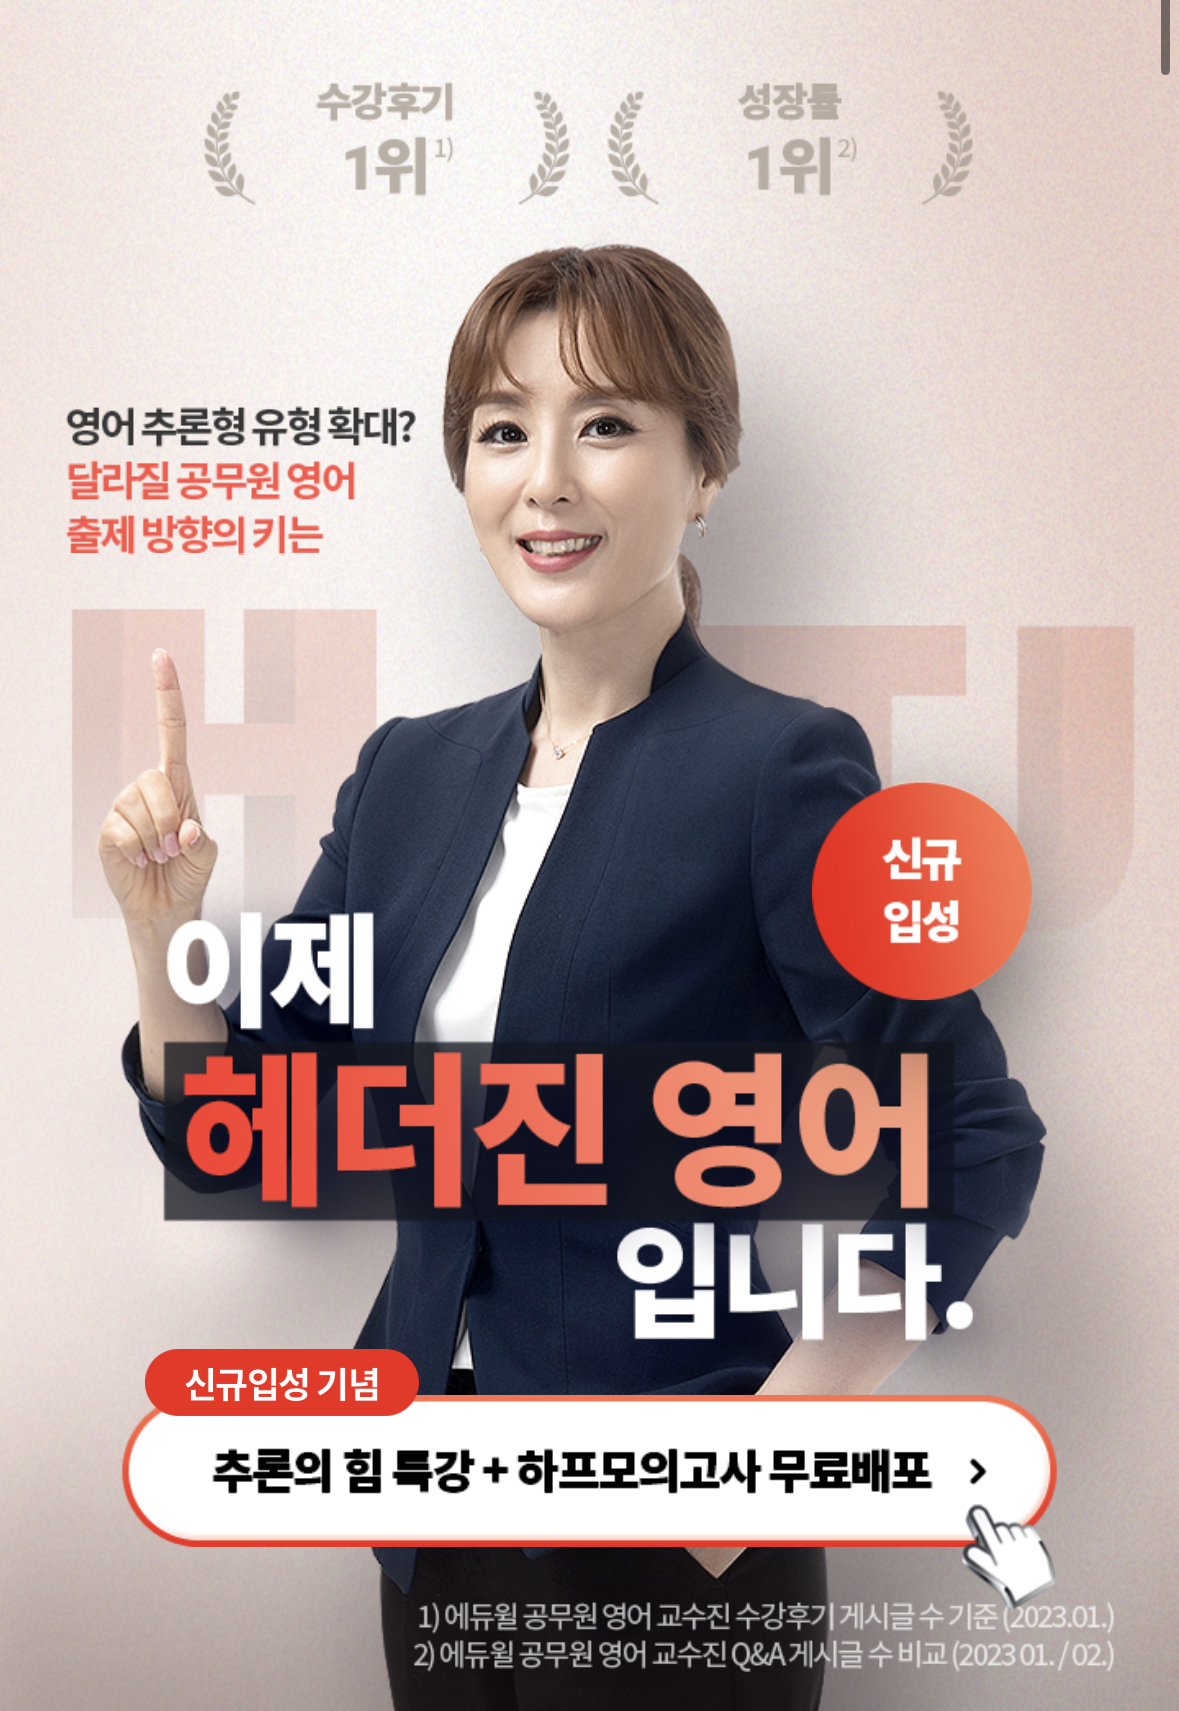 수강후기
1위 1)
성장률
1위 2)
영어 추론형 유형 확대?
달라질 공무원 영어
출제 방향의 키는
신규
입성
이제
헤더진 영어
입니다.
신규입성 기념
추론의 힘 특강 + 하프모의고사 무료배포 >
1) 에듀윌 공무원 영어 교수진 수강후기 게시글 수 기준 (2023.01.)
2) 에듀윌 공무원 영어 교수진 Q&A 게시글 수 비교 (2023 01. / 02.)